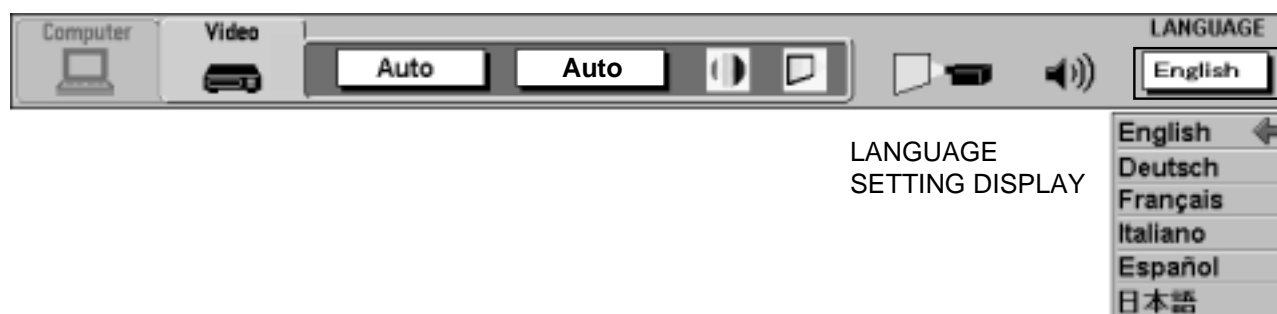 Computer Video LANGUAGE
Auto Auto English
LANGUAGE
SETTING DISPLAY
English
Deutsch
Français
Italiano
Español
日本語